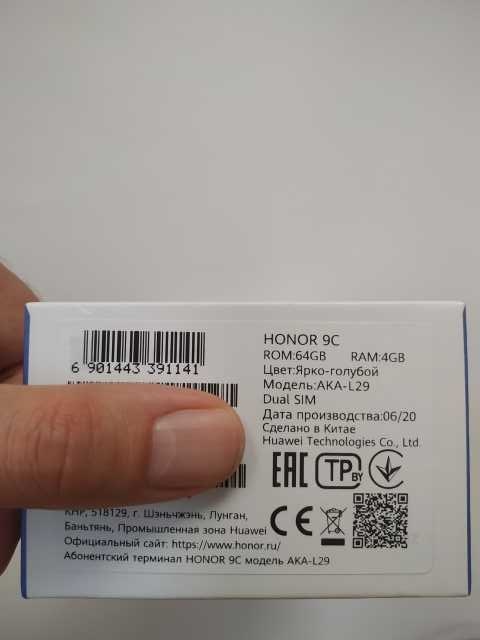 6 901443 391141
HONOR 9C
ROM:64GB RAM:4GB
Цвет:Ярко-голубой
Модель:AKA-L29
Dual SIM
Дата производства:06/20
Сделано в Китае
Huawei Technologies Co., Ltd.
EAC TP BY
CE
КНР, 518129, г. Шэньчжэнь, Лунган,
Баньтянь, Промышленная зона Huawei
Официальный сайт: https://www.honor.ru/
Абонентский терминал HONOR 9C модель AKA-L29